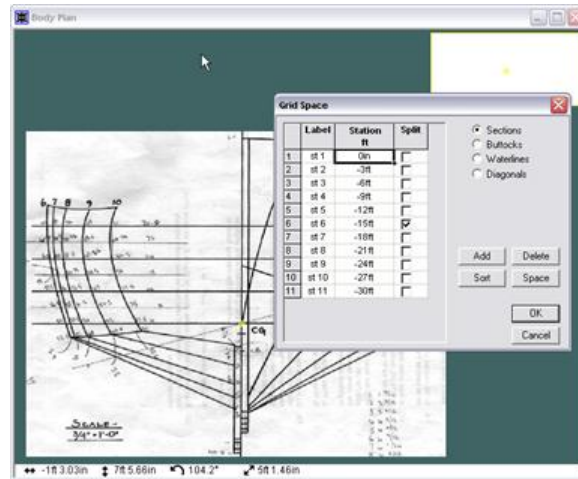 Body Plan
Grid Space
Label Station ft Split
1 st 1 0in
2 st 2 -3ft
3 st 3 -6ft
4 st 4 -9ft
5 st 5 -12ft
6 st 6 -15ft
7 st 7 -18ft
8 st 8 -21ft
9 st 9 -24ft
10 st 10 -27ft
11 st 11 -30ft
Sections
Buttocks
Waterlines
Diagonals
Add Delete
Sort Space
OK
Cancel
6 7 8 9 10
CG
SCALE-
3/4" = 1'-0"
-1ft 3.03in 7ft 5.66in 104.2° 5ft 1.46in